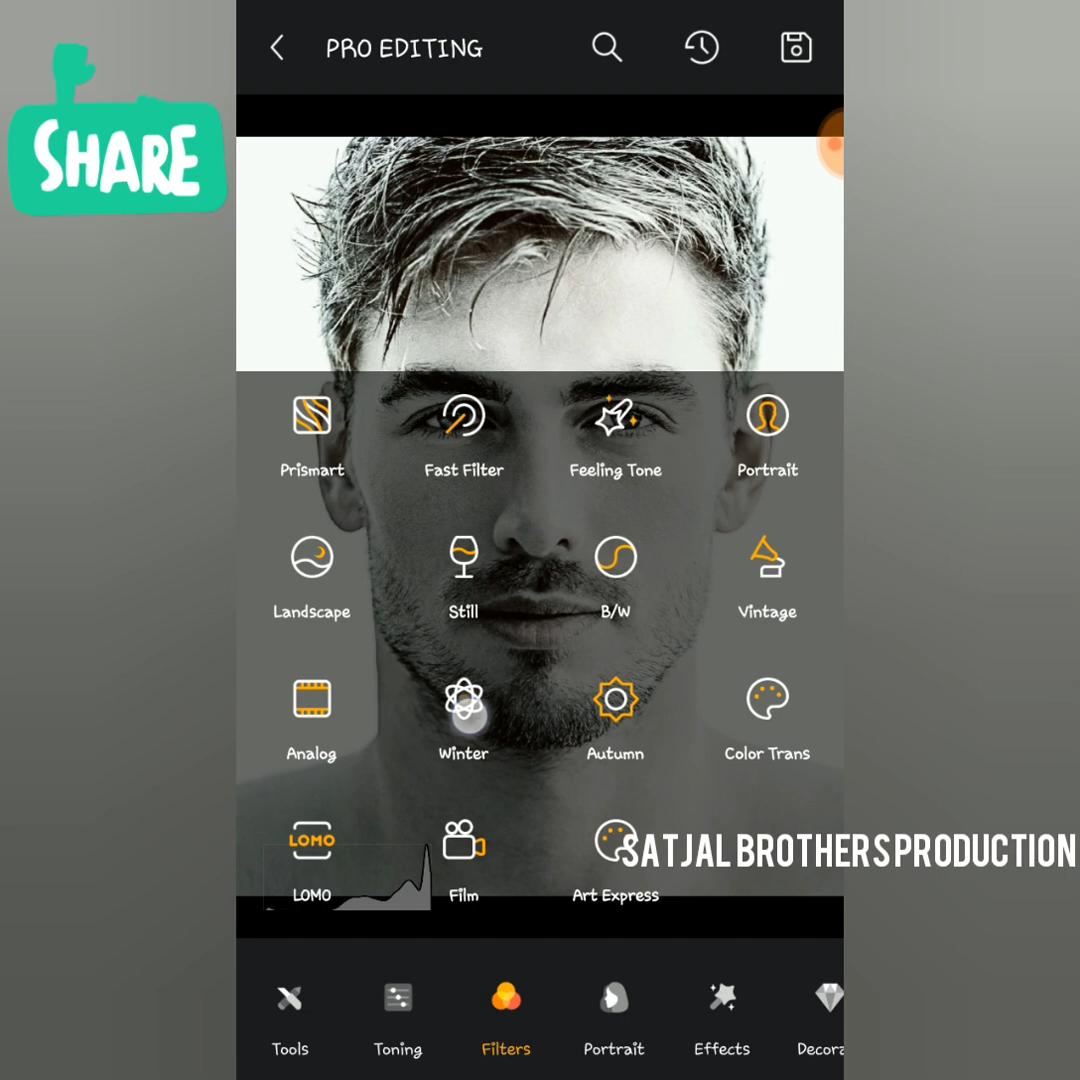 PRO EDITING
SHARE
Prismart Fast Filter Feeling Tone Portrait
Landscape Still B/W Vintage
Analog Winter Autumn Color Trans
LOMO
SATJAL BROTHERS PRODUCTION
LOMO Film Art Express
Tools Toning Filters Portrait Effects Decora